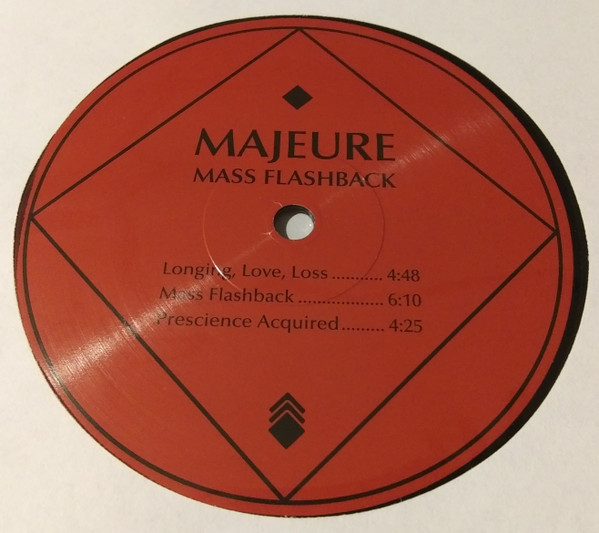 MAJEURE
MASS FLASHBACK
Longing, Love, Loss ........... 4:48
Mass Flashback .................. 6:10
Prescience Acquired ......... 4:25